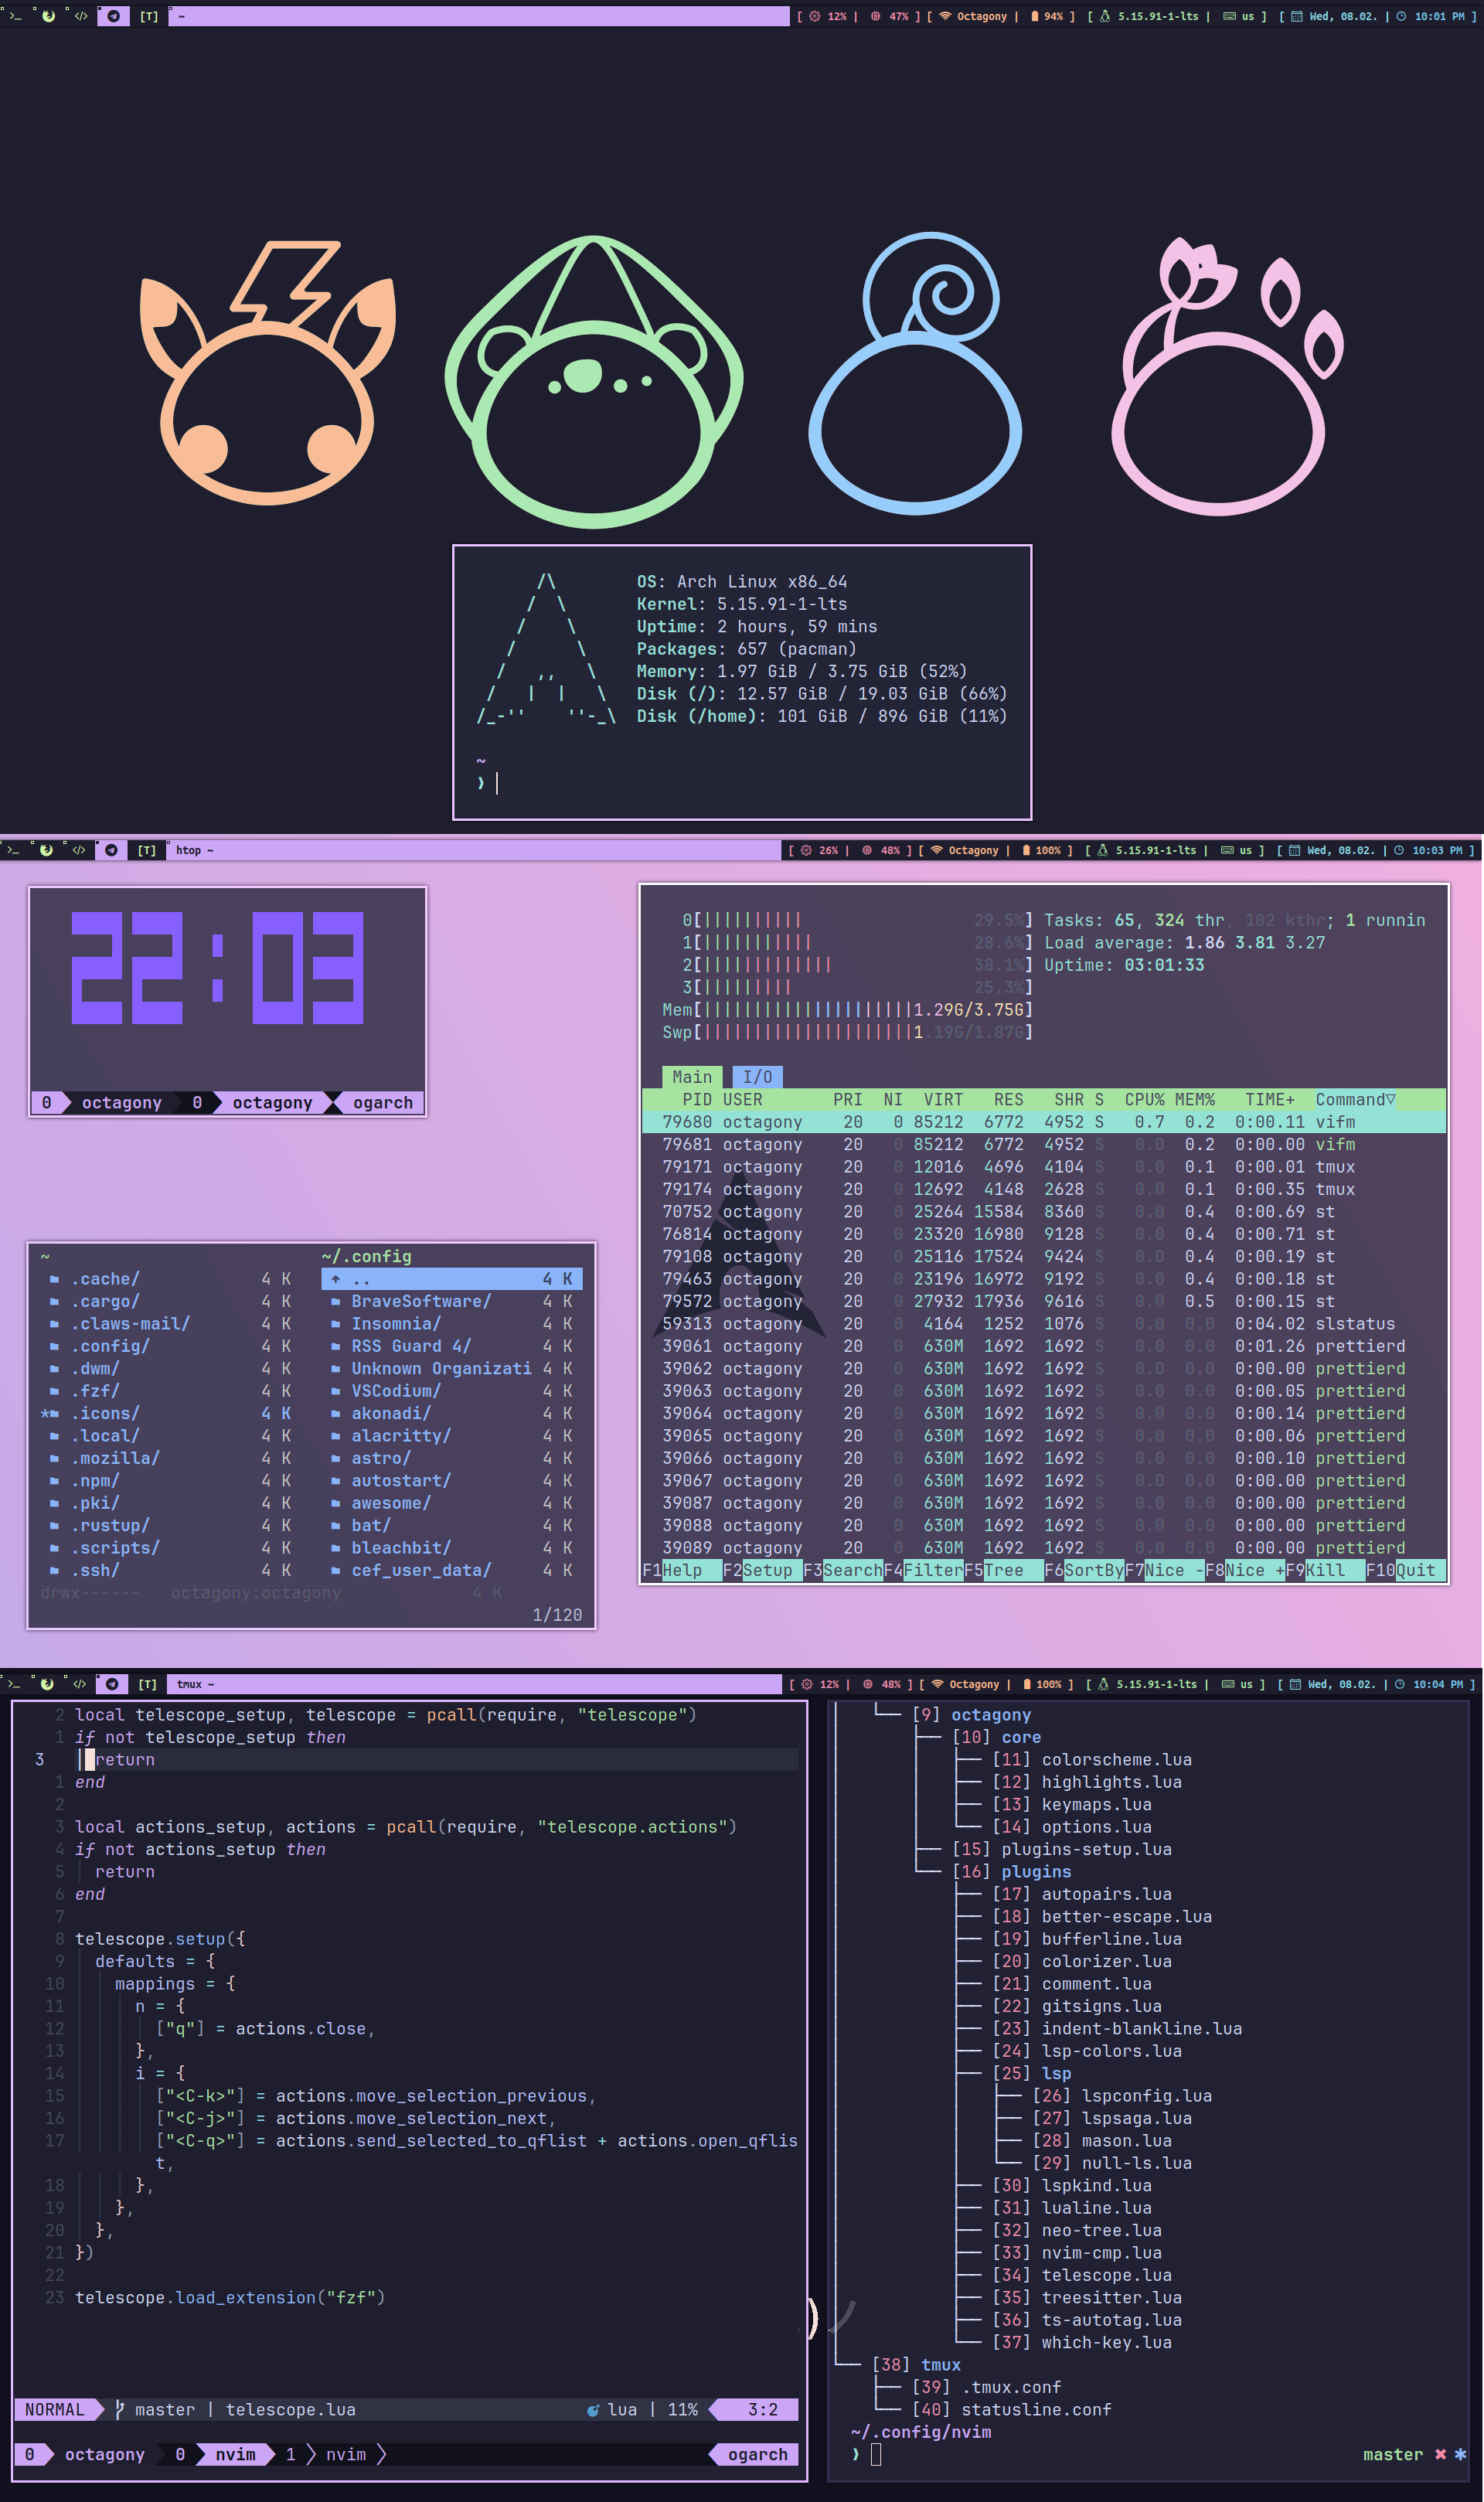 [T] ~ [ 12% | 47% ] [ Octagony | 94% ] [ 5.15.91-1-lts | us ] [ Wed, 08.02. | 10:01 PM ]
OS: Arch Linux x86_64
Kernel: 5.15.91-1-lts
Uptime: 2 hours, 59 mins
Packages: 657 (pacman)
Memory: 1.97 GiB / 3.75 GiB (52%)
Disk (/): 12.57 GiB / 19.03 GiB (66%)
Disk (/home): 101 GiB / 896 GiB (11%)
~
❯
[T] htop ~ [ 26% | 48% ] [ Octagony | 100% ] [ 5.15.91-1-lts | us ] [ Wed, 08.02. | 10:03 PM ]
22:03
0 octagony 0 octagony ogarch
~ ~/.config
.cache/ 4 K .. 4 K
.cargo/ 4 K BraveSoftware/ 4 K
.claws-mail/ 4 K Insomnia/ 4 K
.config/ 4 K RSS Guard 4/ 4 K
.dwm/ 4 K Unknown Organizati 4 K
.fzf/ 4 K VSCodium/ 4 K
*.icons/ 4 K akonadi/ 4 K
.local/ 4 K alacritty/ 4 K
.mozilla/ 4 K astro/ 4 K
.npm/ 4 K autostart/ 4 K
.pki/ 4 K awesome/ 4 K
.rustup/ 4 K bat/ 4 K
.scripts/ 4 K bleachbit/ 4 K
.ssh/ 4 K cef_user_data/ 4 K
drwx------ octagony:octagony 4 K
1/120
0[|||||||||| 29.5%] Tasks: 65, 324 thr, 102 kthr; 1 runnin
1[||||||||||| 28.6%] Load average: 1.86 3.81 3.27
2[||||||||||||| 38.1%] Uptime: 03:01:33
3[||||||||| 25.3%]
Mem[|||||||||||||||||||||1.29G/3.75G]
Swp[|||||||||||||||||||||1.19G/1.87G]
Main I/O
PID USER PRI NI VIRT RES SHR S CPU% MEM% TIME+ Command▽
79680 octagony 20 0 85212 6772 4952 S 0.7 0.2 0:00.11 vifm
79681 octagony 20 0 85212 6772 4952 S 0.0 0.2 0:00.00 vifm
79171 octagony 20 0 12016 4696 4104 S 0.0 0.1 0:00.01 tmux
79174 octagony 20 0 12692 4148 2628 S 0.0 0.1 0:00.35 tmux
70752 octagony 20 0 25264 15584 8360 S 0.0 0.4 0:00.69 st
76814 octagony 20 0 23320 16980 9128 S 0.0 0.4 0:00.71 st
79108 octagony 20 0 25116 17524 9424 S 0.0 0.4 0:00.19 st
79463 octagony 20 0 23196 16972 9192 S 0.0 0.4 0:00.18 st
79572 octagony 20 0 27932 17936 9616 S 0.0 0.5 0:00.15 st
59313 octagony 20 0 4164 1252 1076 S 0.0 0.0 0:04.02 slstatus
39061 octagony 20 0 630M 1692 1692 S 0.0 0.0 0:01.26 prettierd
39062 octagony 20 0 630M 1692 1692 S 0.0 0.0 0:00.00 prettierd
39063 octagony 20 0 630M 1692 1692 S 0.0 0.0 0:00.05 prettierd
39064 octagony 20 0 630M 1692 1692 S 0.0 0.0 0:00.14 prettierd
39065 octagony 20 0 630M 1692 1692 S 0.0 0.0 0:00.06 prettierd
39066 octagony 20 0 630M 1692 1692 S 0.0 0.0 0:00.10 prettierd
39067 octagony 20 0 630M 1692 1692 S 0.0 0.0 0:00.00 prettierd
39087 octagony 20 0 630M 1692 1692 S 0.0 0.0 0:00.00 prettierd
39088 octagony 20 0 630M 1692 1692 S 0.0 0.0 0:00.00 prettierd
39089 octagony 20 0 630M 1692 1692 S 0.0 0.0 0:00.00 prettierd
F1Help F2Setup F3SearchF4FilterF5Tree F6SortByF7Nice -F8Nice +F9Kill F10Quit
[T] tmux ~ [ 12% | 48% ] [ Octagony | 100% ] [ 5.15.91-1-lts | us ] [ Wed, 08.02. | 10:04 PM ]
2 local telescope_setup, telescope = pcall(require, "telescope")
1 if not telescope_setup then
3 return
1 end
2
3 local actions_setup, actions = pcall(require, "telescope.actions")
4 if not actions_setup then
5 return
6 end
7
8 telescope.setup({
9 defaults = {
10 mappings = {
11 n = {
12 ["q"] = actions.close,
13 },
14 i = {
15 ["<C-k>"] = actions.move_selection_previous,
16 ["<C-j>"] = actions.move_selection_next,
17 ["<C-q>"] = actions.send_selected_to_qflist + actions.open_qflis
t,
18 },
19 },
20 },
21 })
22
23 telescope.load_extension("fzf")
NORMAL master | telescope.lua lua | 11% 3:2
0 octagony 0 nvim 1 nvim ogarch
└── [9] octagony
├── [10] core
├── [11] colorscheme.lua
├── [12] highlights.lua
├── [13] keymaps.lua
└── [14] options.lua
├── [15] plugins-setup.lua
└── [16] plugins
├── [17] autopairs.lua
├── [18] better-escape.lua
├── [19] bufferline.lua
├── [20] colorizer.lua
├── [21] comment.lua
├── [22] gitsigns.lua
├── [23] indent-blankline.lua
├── [24] lsp-colors.lua
├── [25] lsp
├── [26] lspconfig.lua
├── [27] lspsaga.lua
├── [28] mason.lua
└── [29] null-ls.lua
├── [30] lspkind.lua
├── [31] lualine.lua
├── [32] neo-tree.lua
├── [33] nvim-cmp.lua
├── [34] telescope.lua
├── [35] treesitter.lua
├── [36] ts-autotag.lua
└── [37] which-key.lua
└── [38] tmux
├── [39] .tmux.conf
└── [40] statusline.conf
~/.config/nvim
❯ master ✖ ✱